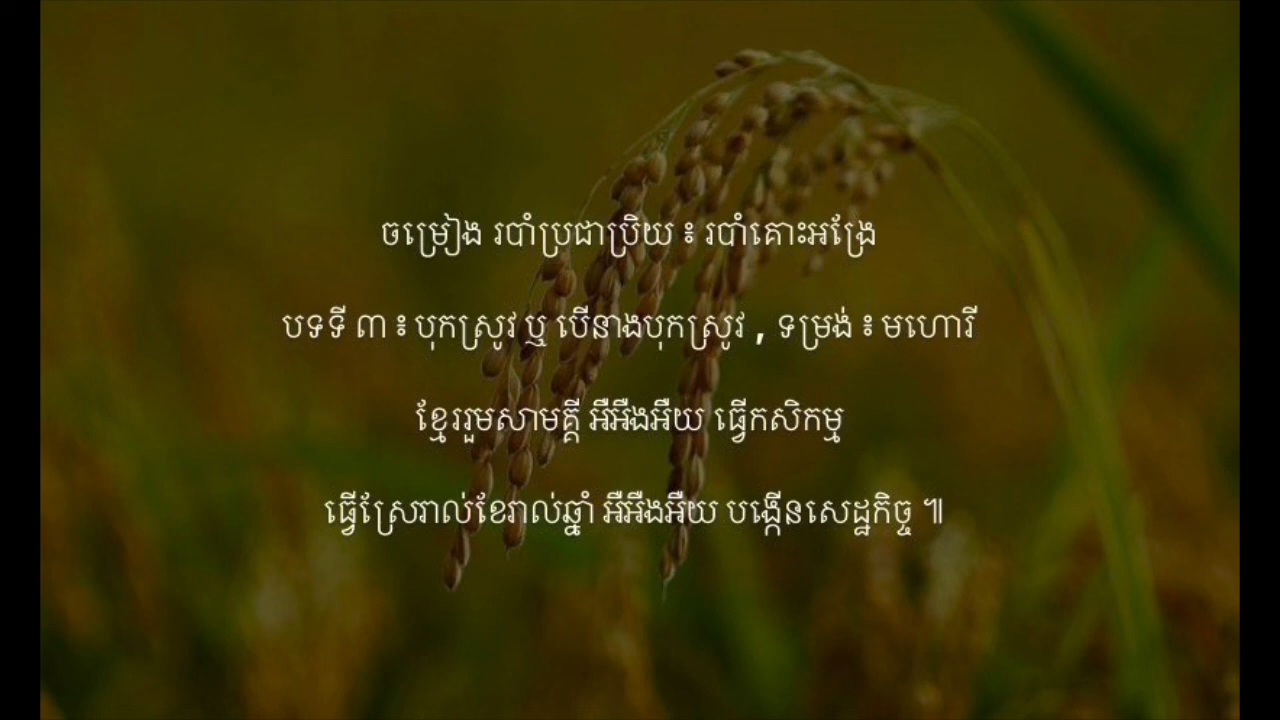 ចម្រៀង របាំប្រជាប្រិយ ៖ របាំគោះអង្រែ
បទទី ៣ ៖ បុកស្រូវ ឬ បើនាងបុកស្រូវ , ទម្រង់ ៖ មហោរី
ខ្មែររួមសាមគ្គី អឺអឺងអឺយ ធ្វើកសិកម្ម
ធ្វើស្រែរាល់ខែរាល់ឆ្នាំ អឺអឺងអឺយ បង្កើនសេដ្ឋកិច្ច ៕